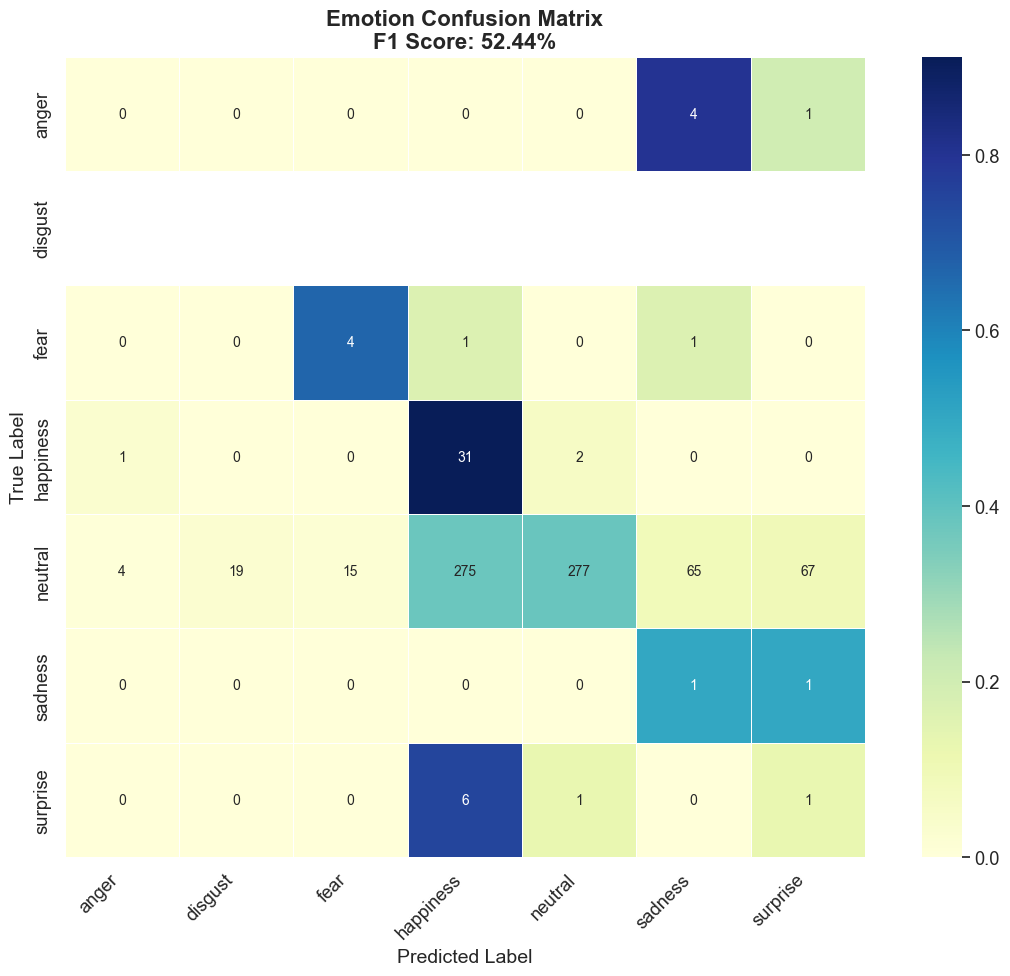 Emotion Confusion Matrix
F1 Score: 52.44%
True Label
anger
0 0 0 0 0 4 1
disgust
fear
0 0 4 1 0 1 0
happiness
1 0 0 31 2 0 0
neutral
4 19 15 275 277 65 67
sadness
0 0 0 0 0 1 1
surprise
0 0 0 6 1 0 1
anger disgust fear happiness neutral sadness surprise
Predicted Label
0.8
0.6
0.4
0.2
0.0